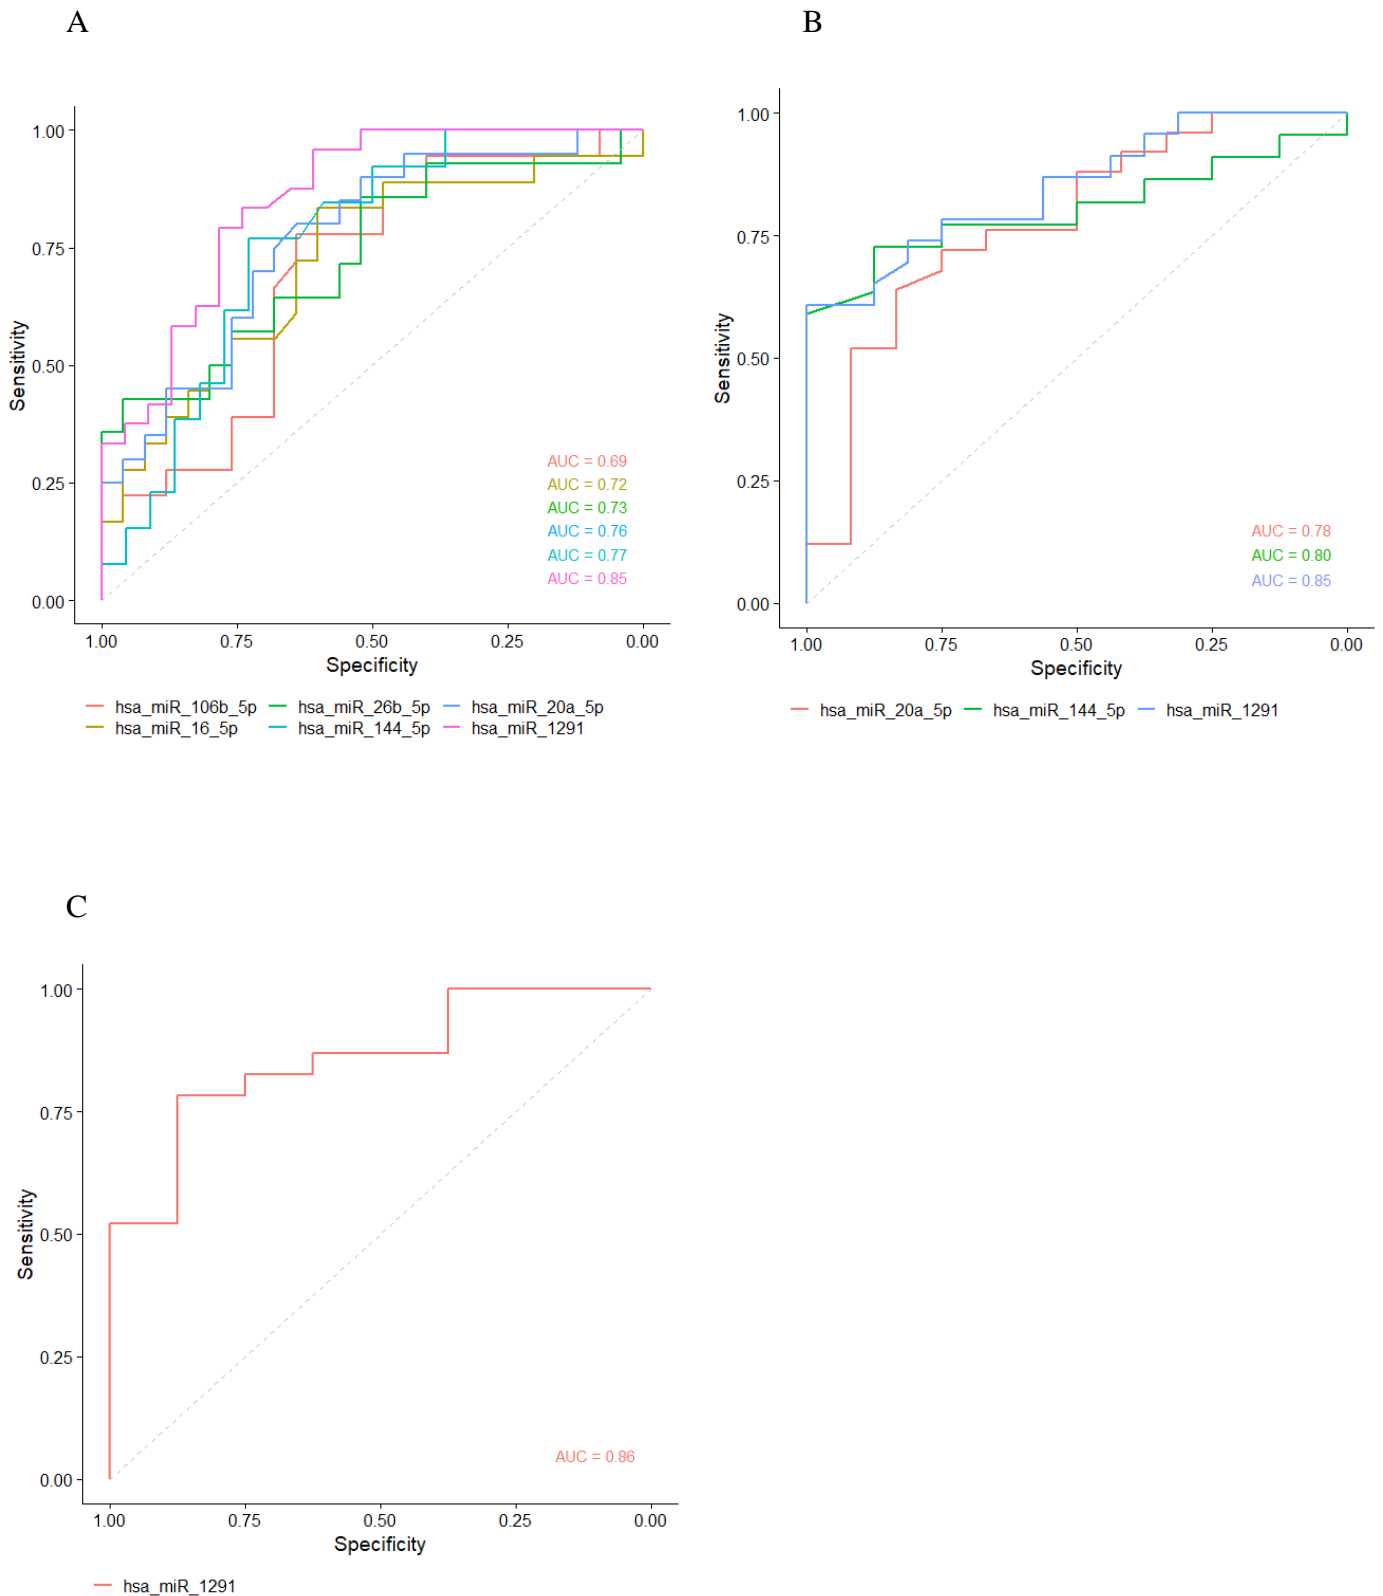 A
1.00
0.75
0.50
0.25
0.00
Sensitivity
AUC = 0.69
AUC = 0.72
AUC = 0.73
AUC = 0.76
AUC = 0.77
AUC = 0.85
1.00 0.75 0.50 0.25 0.00
Specificity
hsa_miR_106b_5p hsa_miR_26b_5p hsa_miR_20a_5p
hsa_miR_16_5p hsa_miR_144_5p hsa_miR_1291
B
1.00
0.75
0.50
0.25
0.00
Sensitivity
AUC = 0.78
AUC = 0.80
AUC = 0.85
1.00 0.75 0.50 0.25 0.00
Specificity
hsa_miR_20a_5p hsa_miR_144_5p hsa_miR_1291
C
1.00
0.75
0.50
0.25
0.00
Sensitivity
AUC = 0.86
1.00 0.75 0.50 0.25 0.00
Specificity
hsa_miR_1291